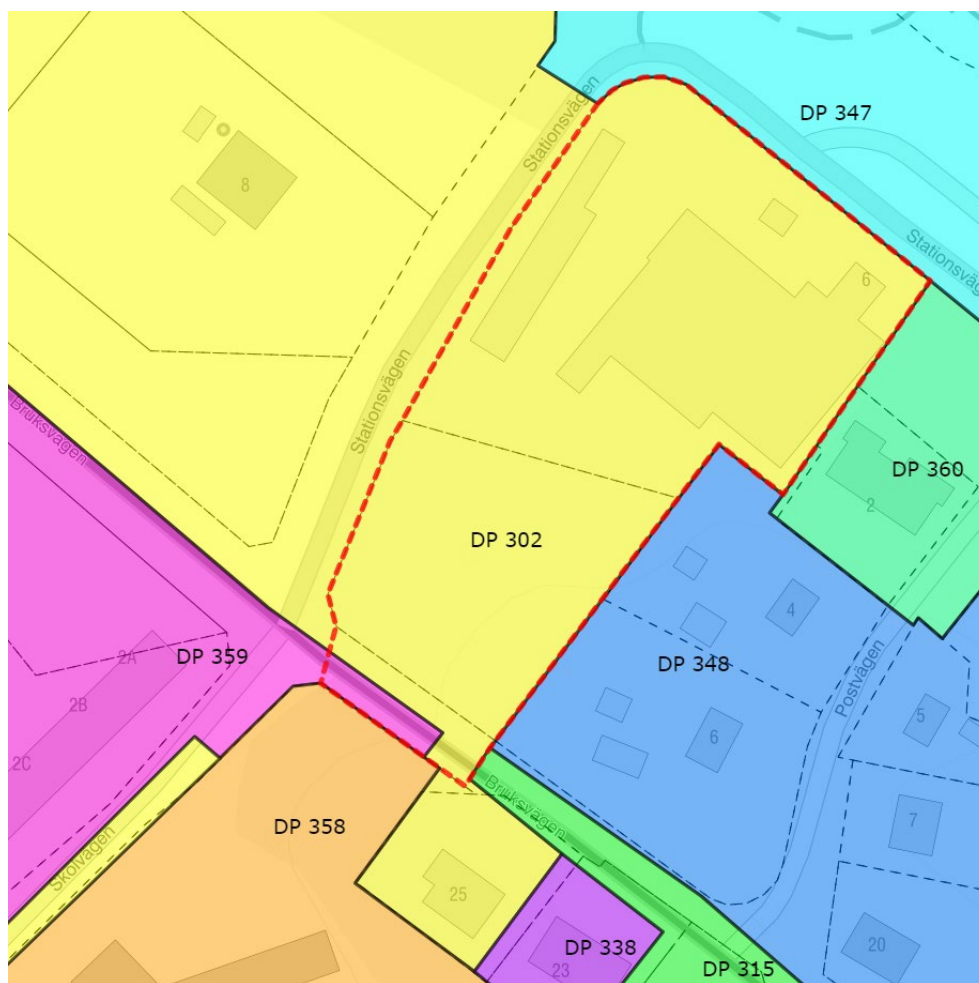 Stationsvägen
DP 347
8
Stationsväg
6
Stationsvägen
Bruksvägen
DP 360
2
DP 302
4
2A
DP 359
DP 348
Postvägen
2B
5
6
2C
Bruksvägen
7
DP 358
Skolvägen
25
20
DP 338
23
DP 315